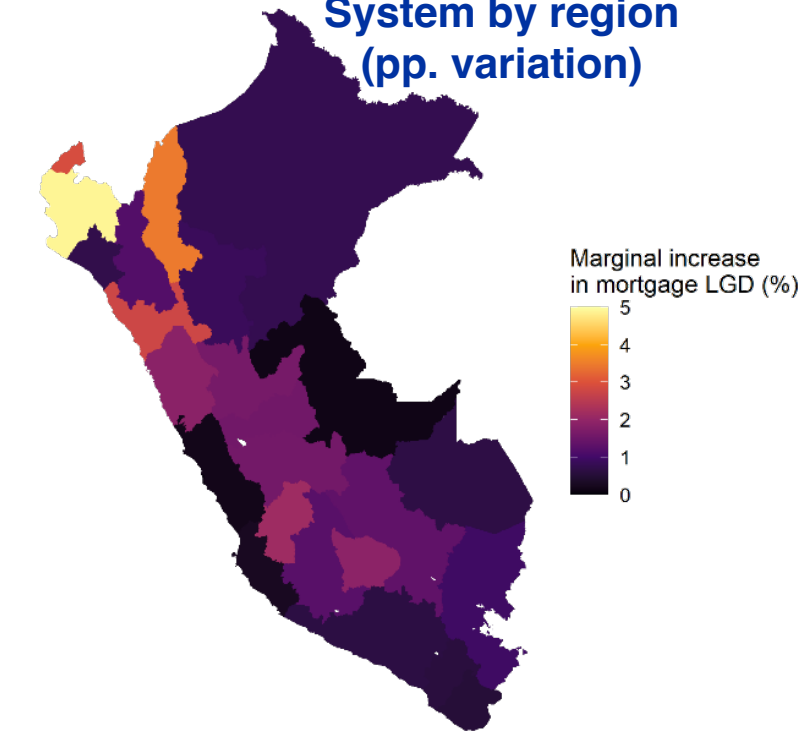 System by region
(pp. variation)
Marginal increase
in mortgage LGD (%)
5
4
3
2
1
0